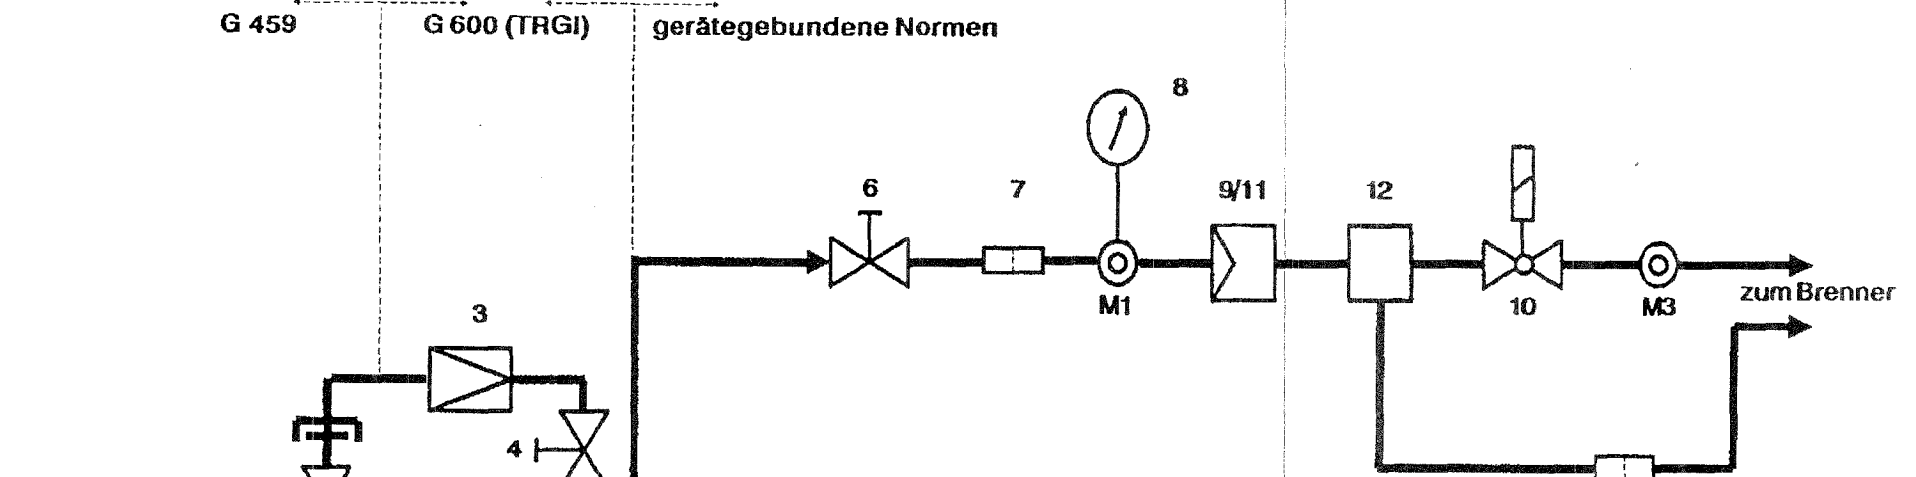 G 459 G 600 (TRGI) gerätegebundene Normen
8
6 7 9/11 12
M1 10 M3 zum Brenner
3
4